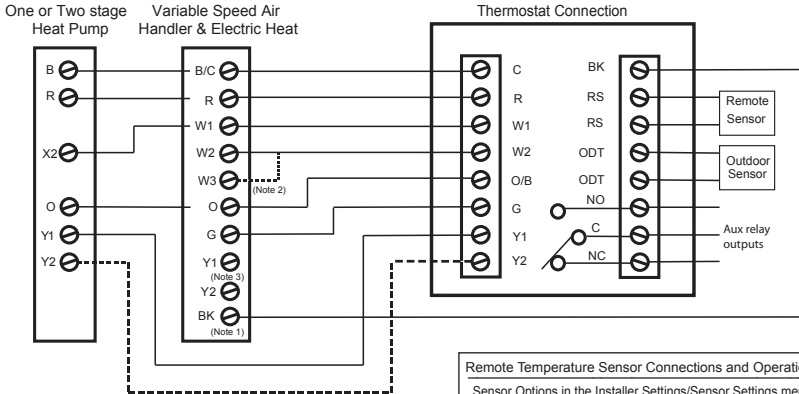 One or Two stage
Heat Pump
Variable Speed Air
Handler & Electric Heat
Thermostat Connection
B
R
X2
O
Y1
Y2
B/C
R
W1
W2
W3
(Note 2)
O
G
Y1
(Note 3)
Y2
BK
(Note 1)
C
R
W1
W2
O/B
G
Y1
Y2
BK
RS
RS
ODT
ODT
NO
C
NC
Remote
Sensor
Outdoor
Sensor
Aux relay
outputs
Remote Temperature Sensor Connections and Operati
Sensor Options in the Installer Settings/Sensor Settings me